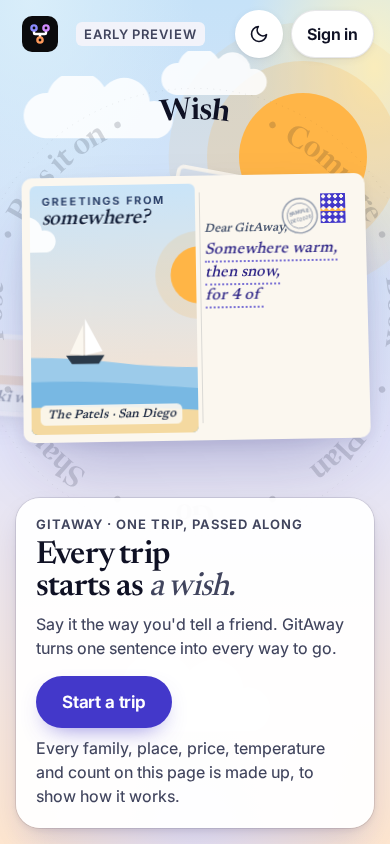 EARLY PREVIEW
Sign in
Wish
GREETINGS FROM
somewhere?
Dear GitAway,
SAMPLE
Somewhere warm,
then snow,
for 4 of
The Patels · San Diego
GITAWAY · ONE TRIP, PASSED ALONG
Every trip
starts as a wish.
Say it the way you'd tell a friend. GitAway
turns one sentence into every way to go.
Start a trip
Every family, place, price, temperature
and count on this page is made up, to
show how it works.